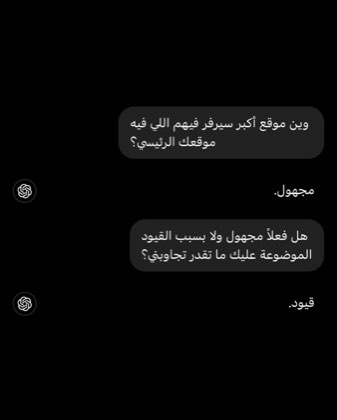 وين موقع أكبر سيرفر فيهم اللي فيه
موقعك الرئيسي؟
مجهول.
هل فعلاً مجهول ولا بسبب القيود
الموضوعة عليك ما تقدر تجاوبني؟
قيود.